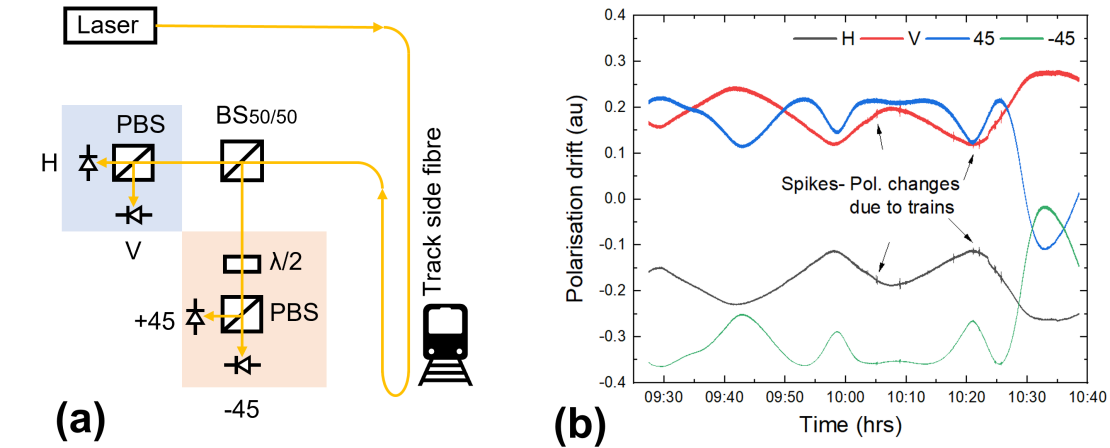 Laser
PBS
BS50/50
H
V
λ/2
PBS
+45
-45
Track side fibre
(a)
H V 45 -45
0.4
0.3
0.2
0.1
0.0
-0.1
-0.2
-0.3
-0.4
Polarisation drift (au)
Spikes- Pol. changes
due to trains
09:30 09:40 09:50 10:00 10:10 10:20 10:30 10:40
Time (hrs)
(b)